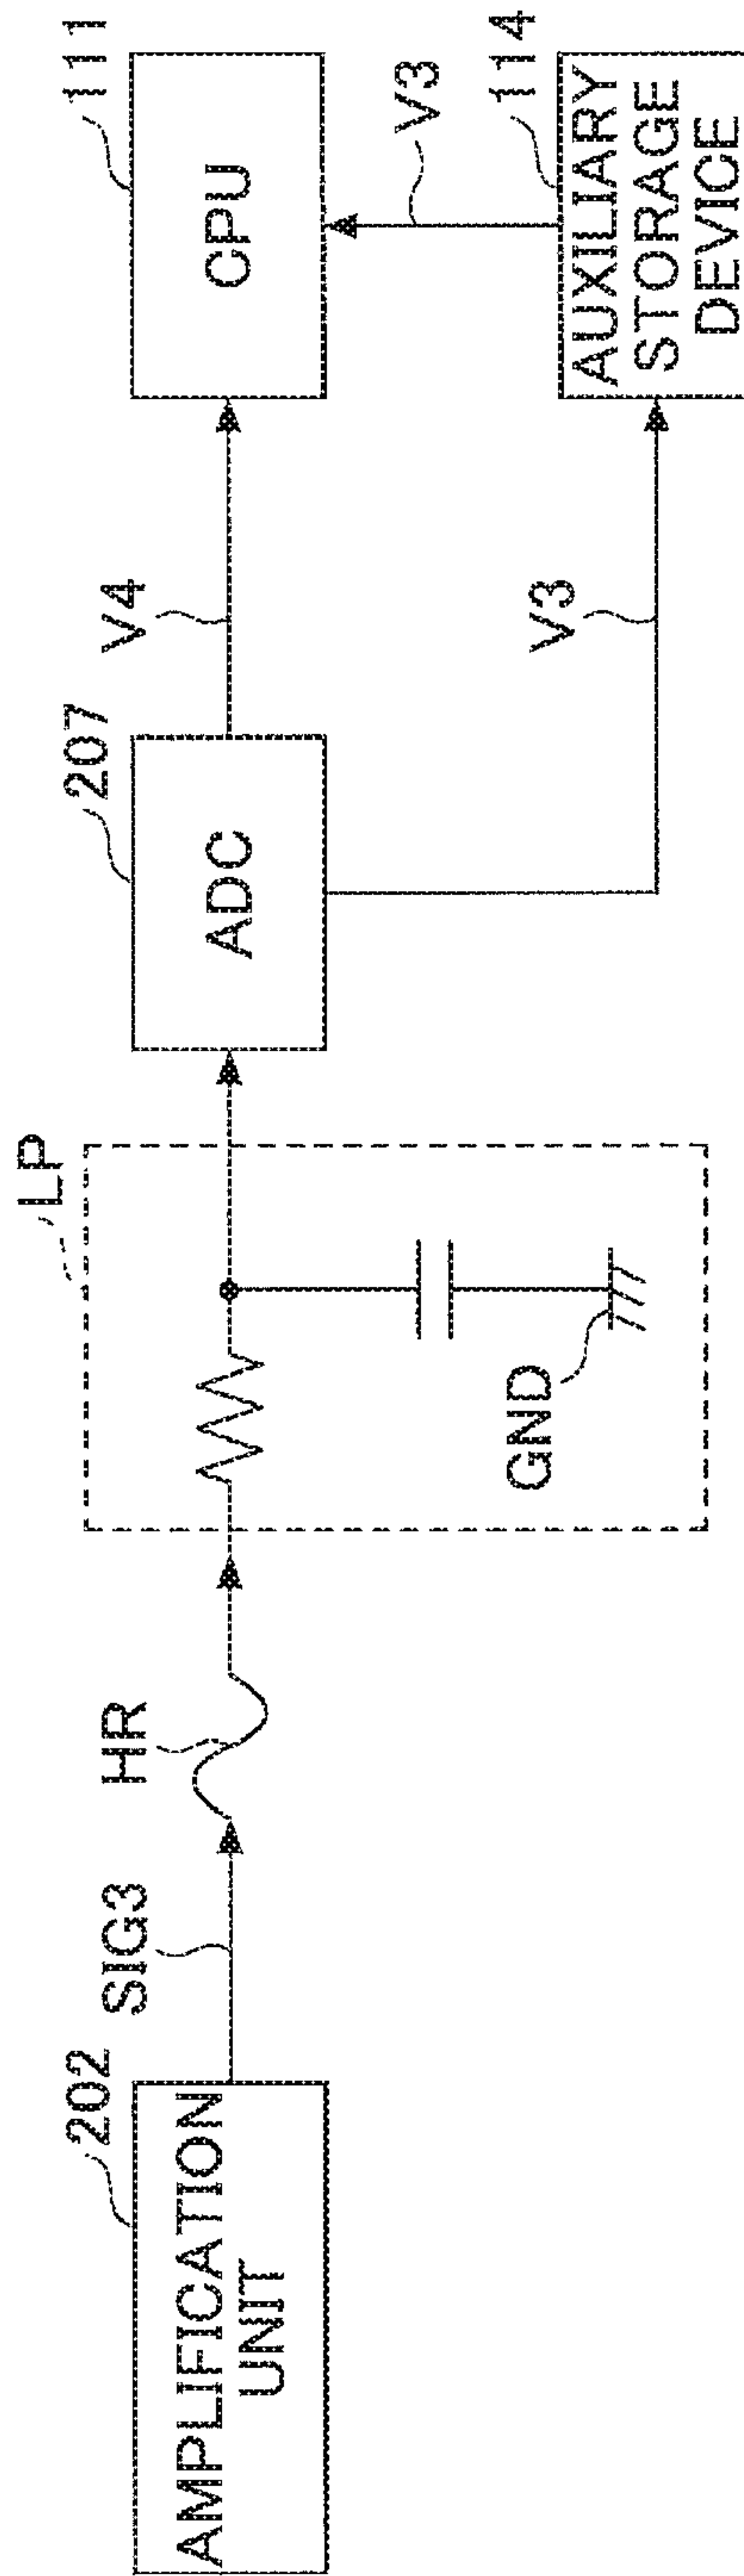 202
AMPLIFICATION
UNIT
SIG3
HR
LP
GND
207
ADC
V4
V3
111
CPU
V3
114
AUXILIARY
STORAGE
DEVICE